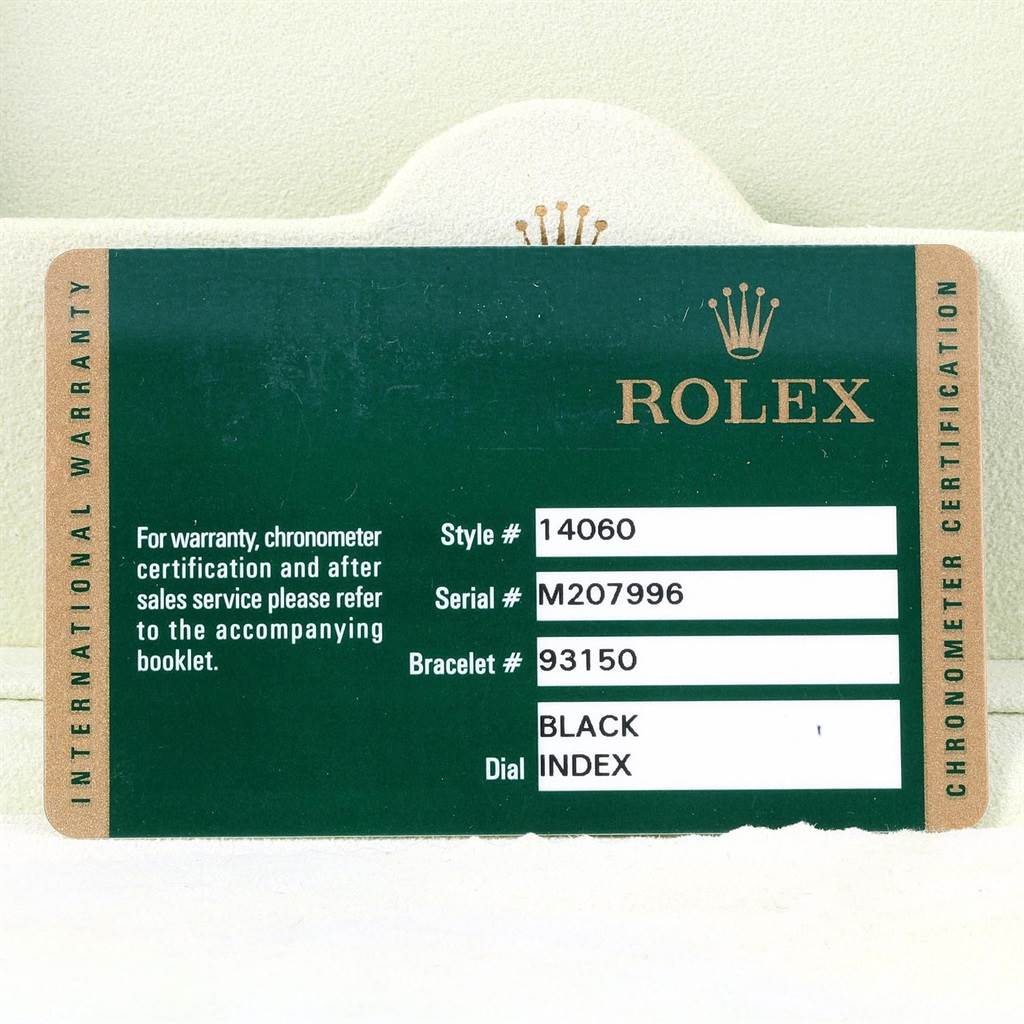 INTERNATIONAL WARRANTY
ROLEX
For warranty, chronometer
certification and after
sales service please refer
to the accompanying
booklet.
Style # 14060
Serial # M207996
Bracelet # 93150
BLACK
Dial INDEX
CHRONOMETER CERTIFICATION